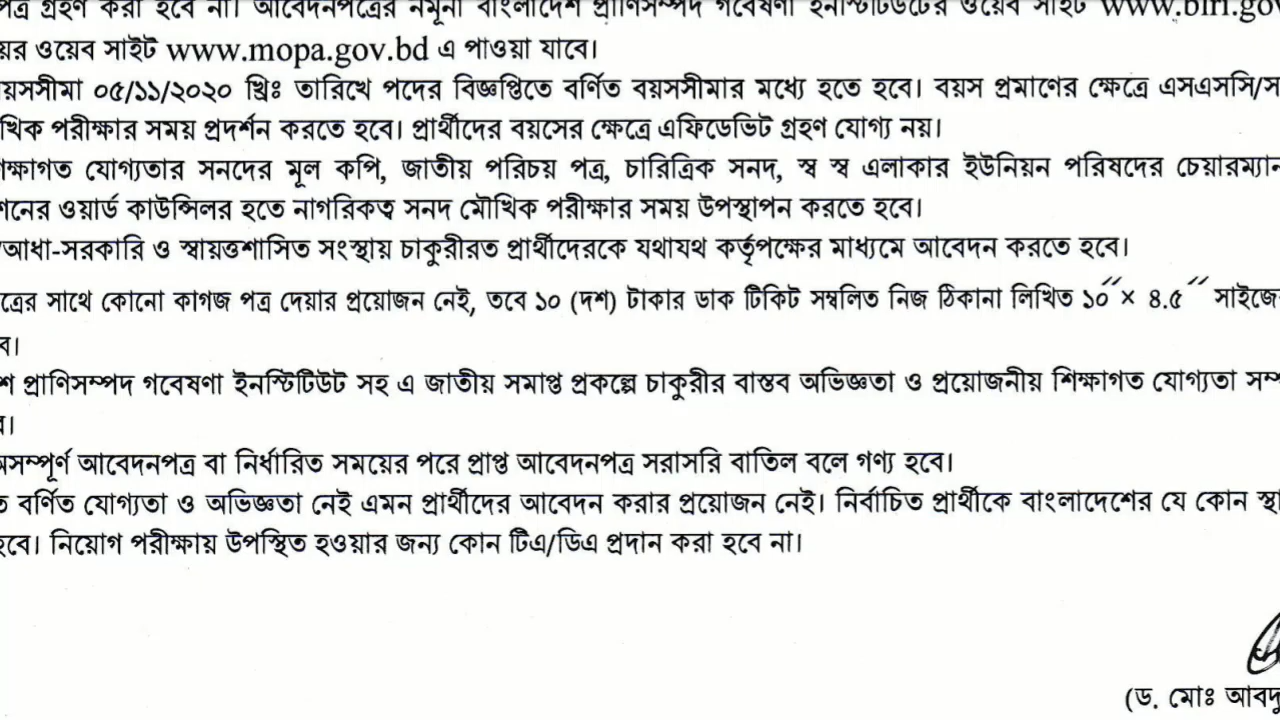 পত্র গ্রহণ করা হবে না। আবেদনপত্রের নমুনা বাংলাদেশ প্রাণিসম্পদ গবেষণা ইনস্টিটিউটের ওয়েব সাইট www.blri.gov
য়ের ওয়েব সাইট www.mopa.gov.bd এ পাওয়া যাবে।
য়সসীমা ০৫/১১/২০২০ খ্রিঃ তারিখে পদের বিজ্ঞপ্তিতে বর্ণিত বয়সসীমার মধ্যে হতে হবে। বয়স প্রমাণের ক্ষেত্রে এসএসসি/স
খিক পরীক্ষার সময় প্রদর্শন করতে হবে। প্রার্থীদের বয়সের ক্ষেত্রে এফিডেভিট গ্রহণ যোগ্য নয়।
ক্ষাগত যোগ্যতার সনদের মূল কপি, জাতীয় পরিচয় পত্র, চারিত্রিক সনদ, স্ব স্ব এলাকার ইউনিয়ন পরিষদের চেয়ারম্যান
শনের ওয়ার্ড কাউন্সিলর হতে নাগরিকত্ব সনদ মৌখিক পরীক্ষার সময় উপস্থাপন করতে হবে।
/আধা-সরকারি ও স্বায়ত্তশাসিত সংস্থায় চাকুরীরত প্রার্থীদেরকে যথাযথ কর্তৃপক্ষের মাধ্যমে আবেদন করতে হবে।
ত্রের সাথে কোনো কাগজ পত্র দেয়ার প্রয়োজন নেই, তবে ১০ (দশ) টাকার ডাক টিকিট সম্বলিত নিজ ঠিকানা লিখিত ১০˝× ৪.৫˝ সাইজে
ব।
শ প্রাণিসম্পদ গবেষণা ইনস্টিটিউট সহ এ জাতীয় সমাপ্ত প্রকল্পে চাকুরীর বাস্তব অভিজ্ঞতা ও প্রয়োজনীয় শিক্ষাগত যোগ্যতা সম্প
ব।
অসম্পূর্ণ আবেদনপত্র বা নির্ধারিত সময়ের পরে প্রাপ্ত আবেদনপত্র সরাসরি বাতিল বলে গণ্য হবে।
ত বর্ণিত যোগ্যতা ও অভিজ্ঞতা নেই এমন প্রার্থীদের আবেদন করার প্রয়োজন নেই। নির্বাচিত প্রার্থীকে বাংলাদেশের যে কোন স্থা
হবে। নিয়োগ পরীক্ষায় উপস্থিত হওয়ার জন্য কোন টিএ/ডিএ প্রদান করা হবে না।
(ড. মোঃ আবদু